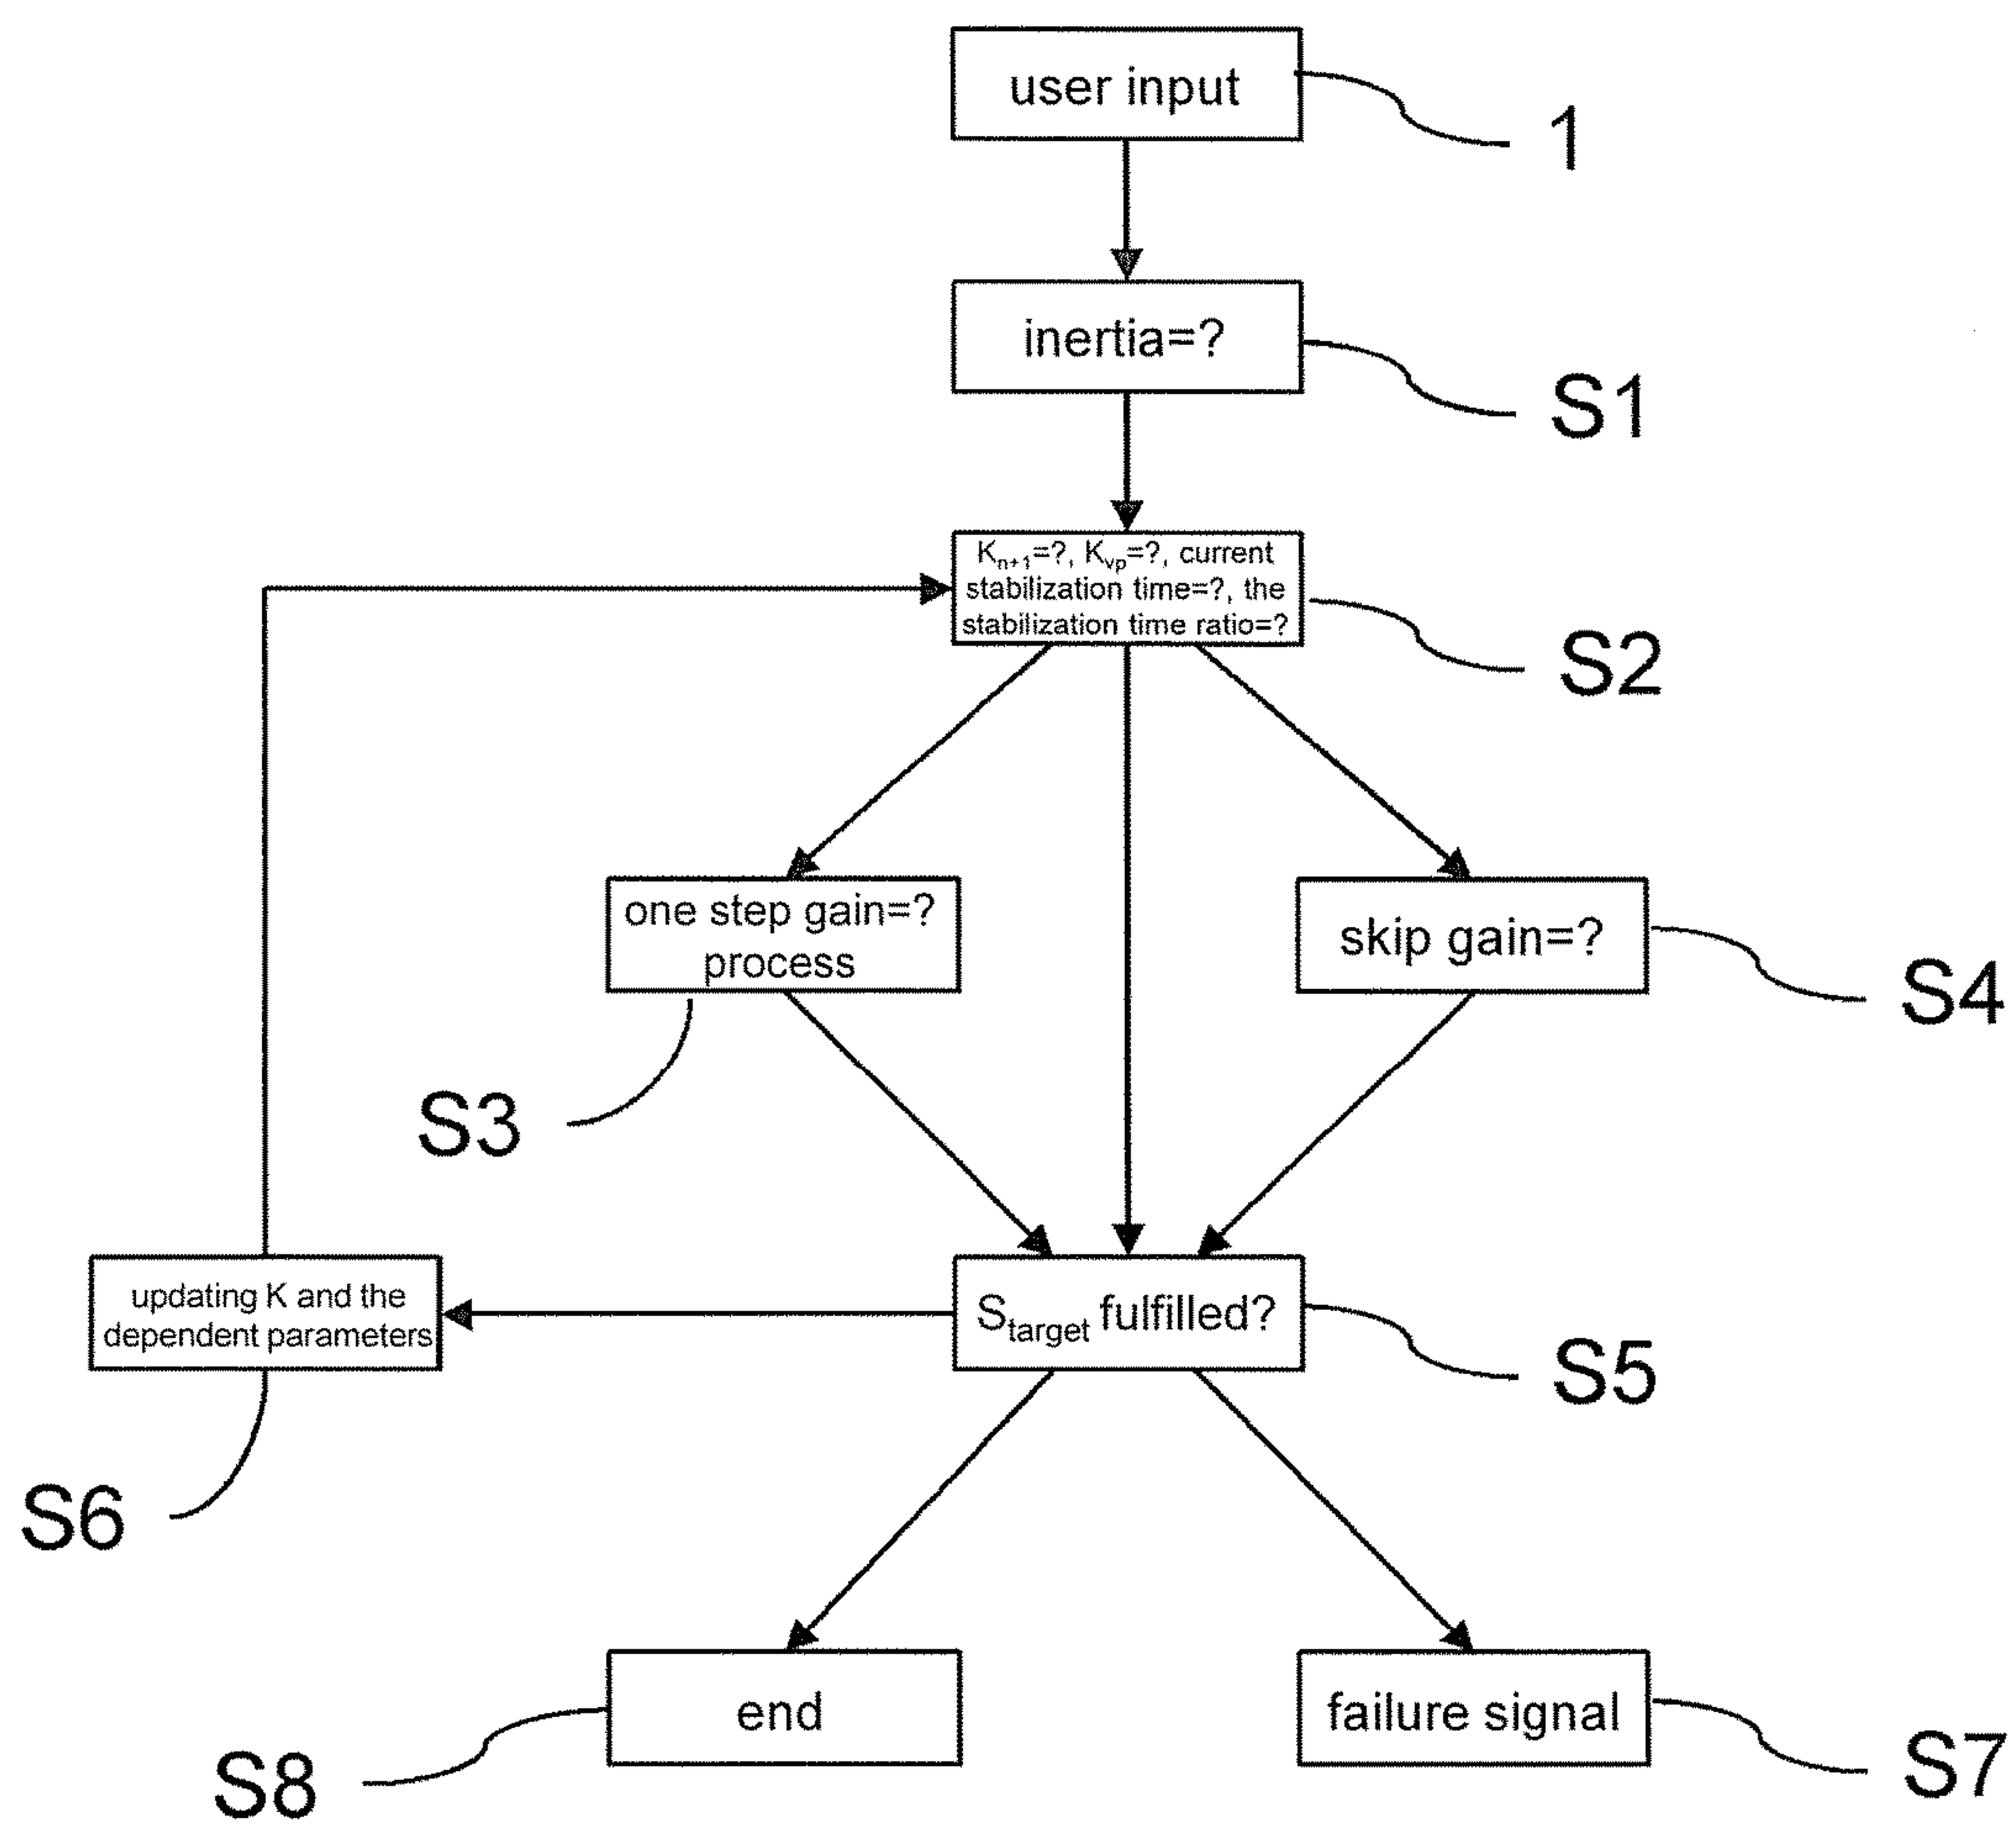 user input
1
inertia=?
S1
Kn+1=?, Kvp=?, current
stabilization time=?, the
stabilization time ratio=?
S2
one step gain=?
process
skip gain=?
S4
S3
updating K and the
dependent parameters
Starget fulfilled?
S5
S6
end
failure signal
S8
S7